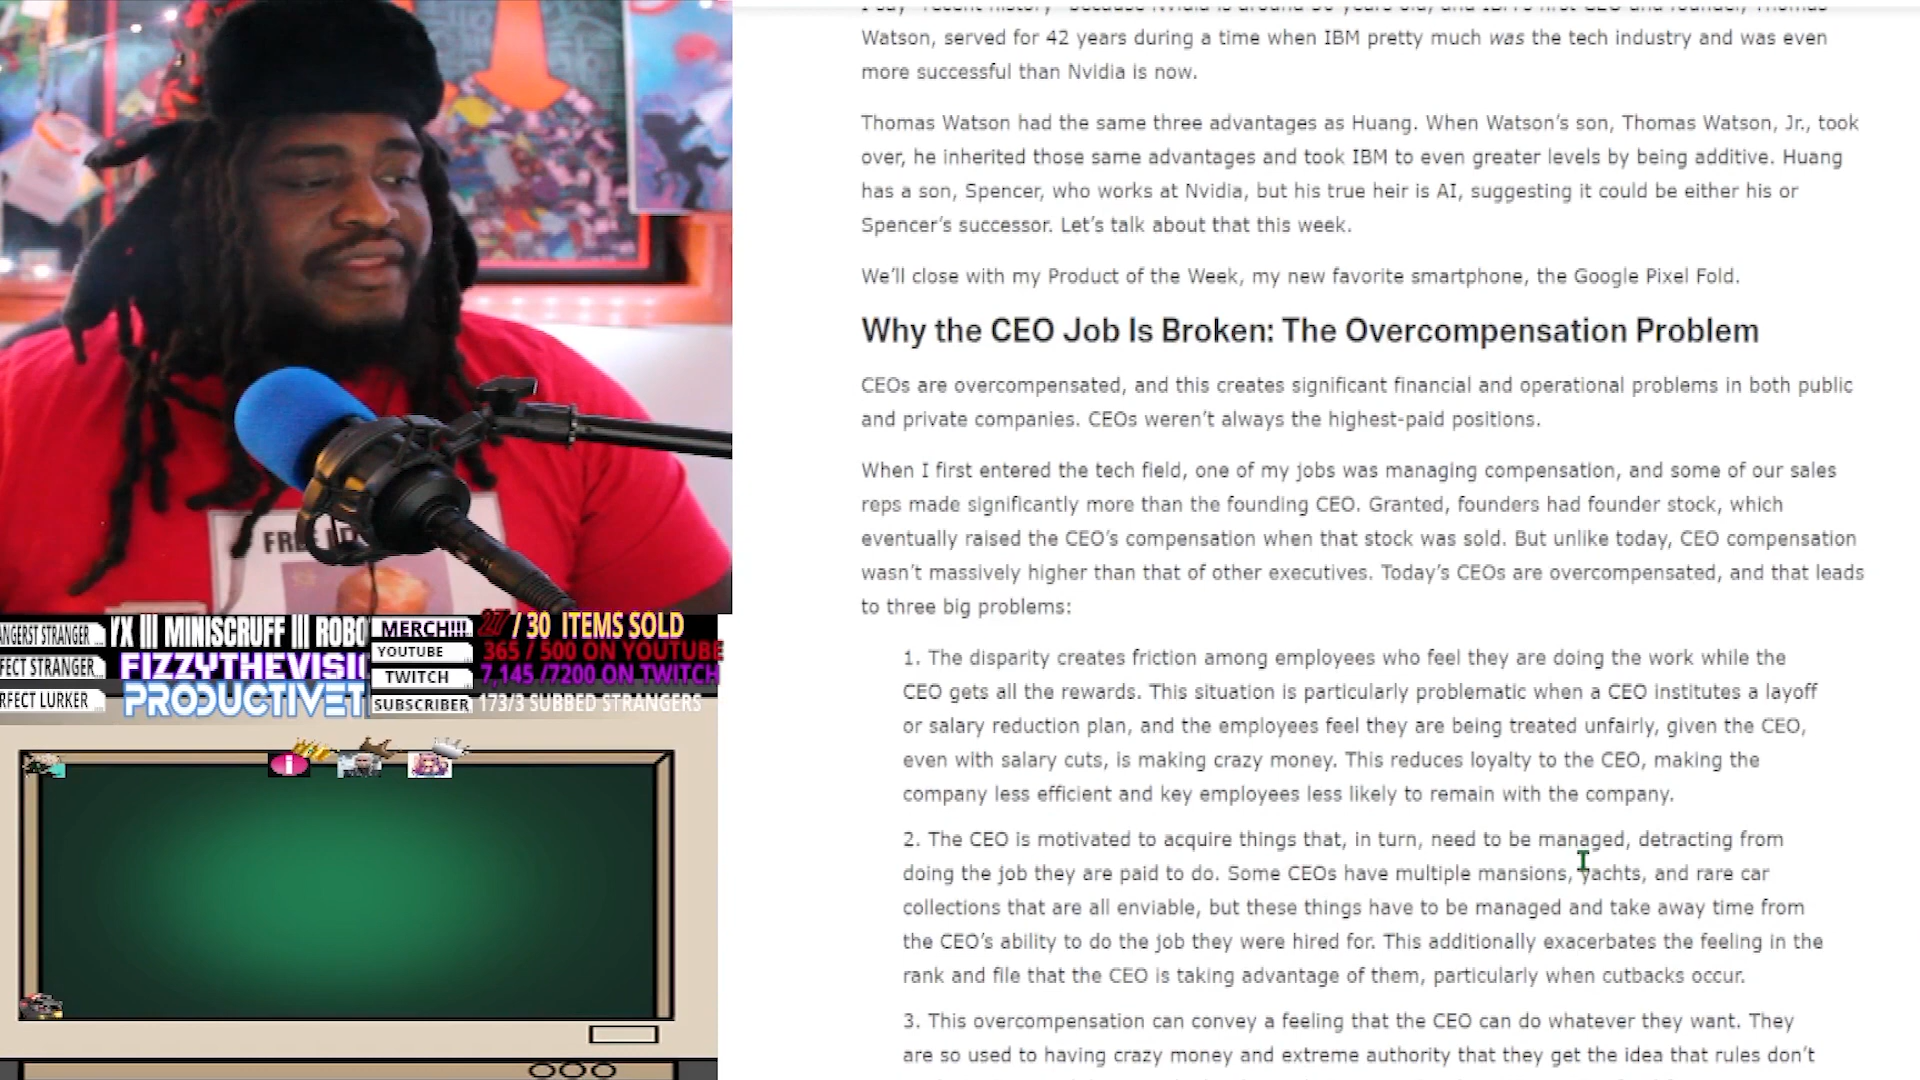 Watson, served for 42 years during a time when IBM pretty much was the tech industry and was even
more successful than Nvidia is now.
Thomas Watson had the same three advantages as Huang. When Watson’s son, Thomas Watson, Jr., took
over, he inherited those same advantages and took IBM to even greater levels by being additive. Huang
has a son, Spencer, who works at Nvidia, but his true heir is AI, suggesting it could be either his or
Spencer’s successor. Let’s talk about that this week.
We’ll close with my Product of the Week, my new favorite smartphone, the Google Pixel Fold.
Why the CEO Job Is Broken: The Overcompensation Problem
CEOs are overcompensated, and this creates significant financial and operational problems in both public
and private companies. CEOs weren’t always the highest-paid positions.
When I first entered the tech field, one of my jobs was managing compensation, and some of our sales
reps made significantly more than the founding CEO. Granted, founders had founder stock, which
eventually raised the CEO’s compensation when that stock was sold. But unlike today, CEO compensation
wasn’t massively higher than that of other executives. Today’s CEOs are overcompensated, and that leads
to three big problems:
1. The disparity creates friction among employees who feel they are doing the work while the
CEO gets all the rewards. This situation is particularly problematic when a CEO institutes a layoff
or salary reduction plan, and the employees feel they are being treated unfairly, given the CEO,
even with salary cuts, is making crazy money. This reduces loyalty to the CEO, making the
company less efficient and key employees less likely to remain with the company.
2. The CEO is motivated to acquire things that, in turn, need to be managed, detracting from
doing the job they are paid to do. Some CEOs have multiple mansions, yachts, and rare car
collections that are all enviable, but these things have to be managed and take away time from
the CEO’s ability to do the job they were hired for. This additionally exacerbates the feeling in the
rank and file that the CEO is taking advantage of them, particularly when cutbacks occur.
3. This overcompensation can convey a feeling that the CEO can do whatever they want. They
are so used to having crazy money and extreme authority that they get the idea that rules don’t
FREE
ANGERST STRANGER
YX ||| MINISCRUFF ||| ROBO
MERCH!!!
27 / 30 ITEMS SOLD
FECT STRANGER
FIZZYTHEVISI
YOUTUBE
365 / 500 ON YOUTUBE
TWITCH
7,145 /7200 ON TWITCH
RFECT LURKER
PRODUCTIVET
SUBSCRIBER
173/3 SUBBED STRANGERS